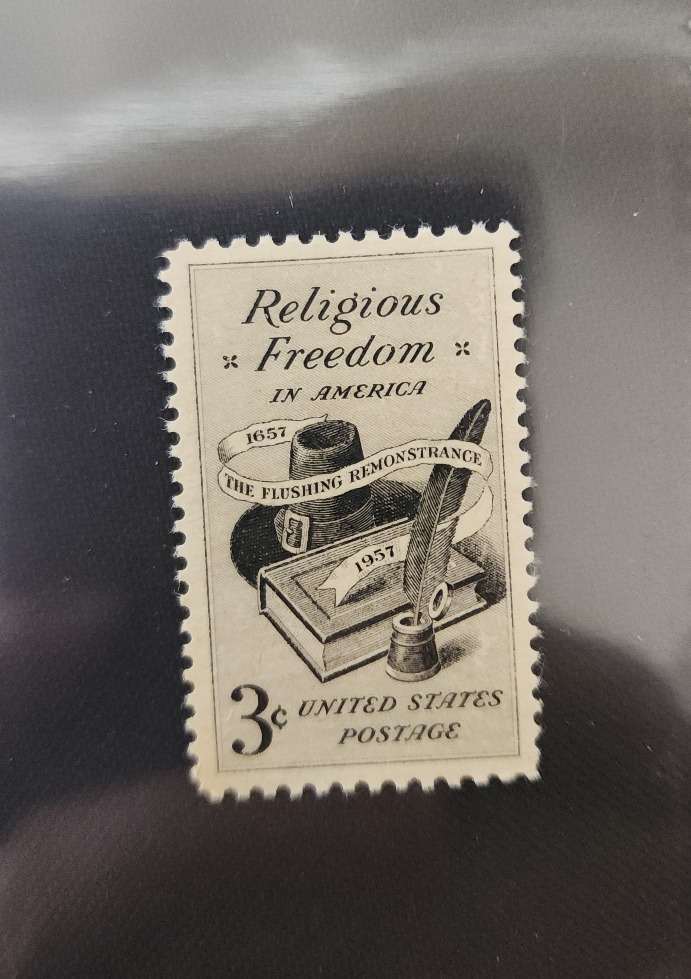 Religious
Freedom
IN AMERICA
1657
THE FLUSHING REMONSTRANCE
1957
3¢ UNITED STATES
POSTAGE